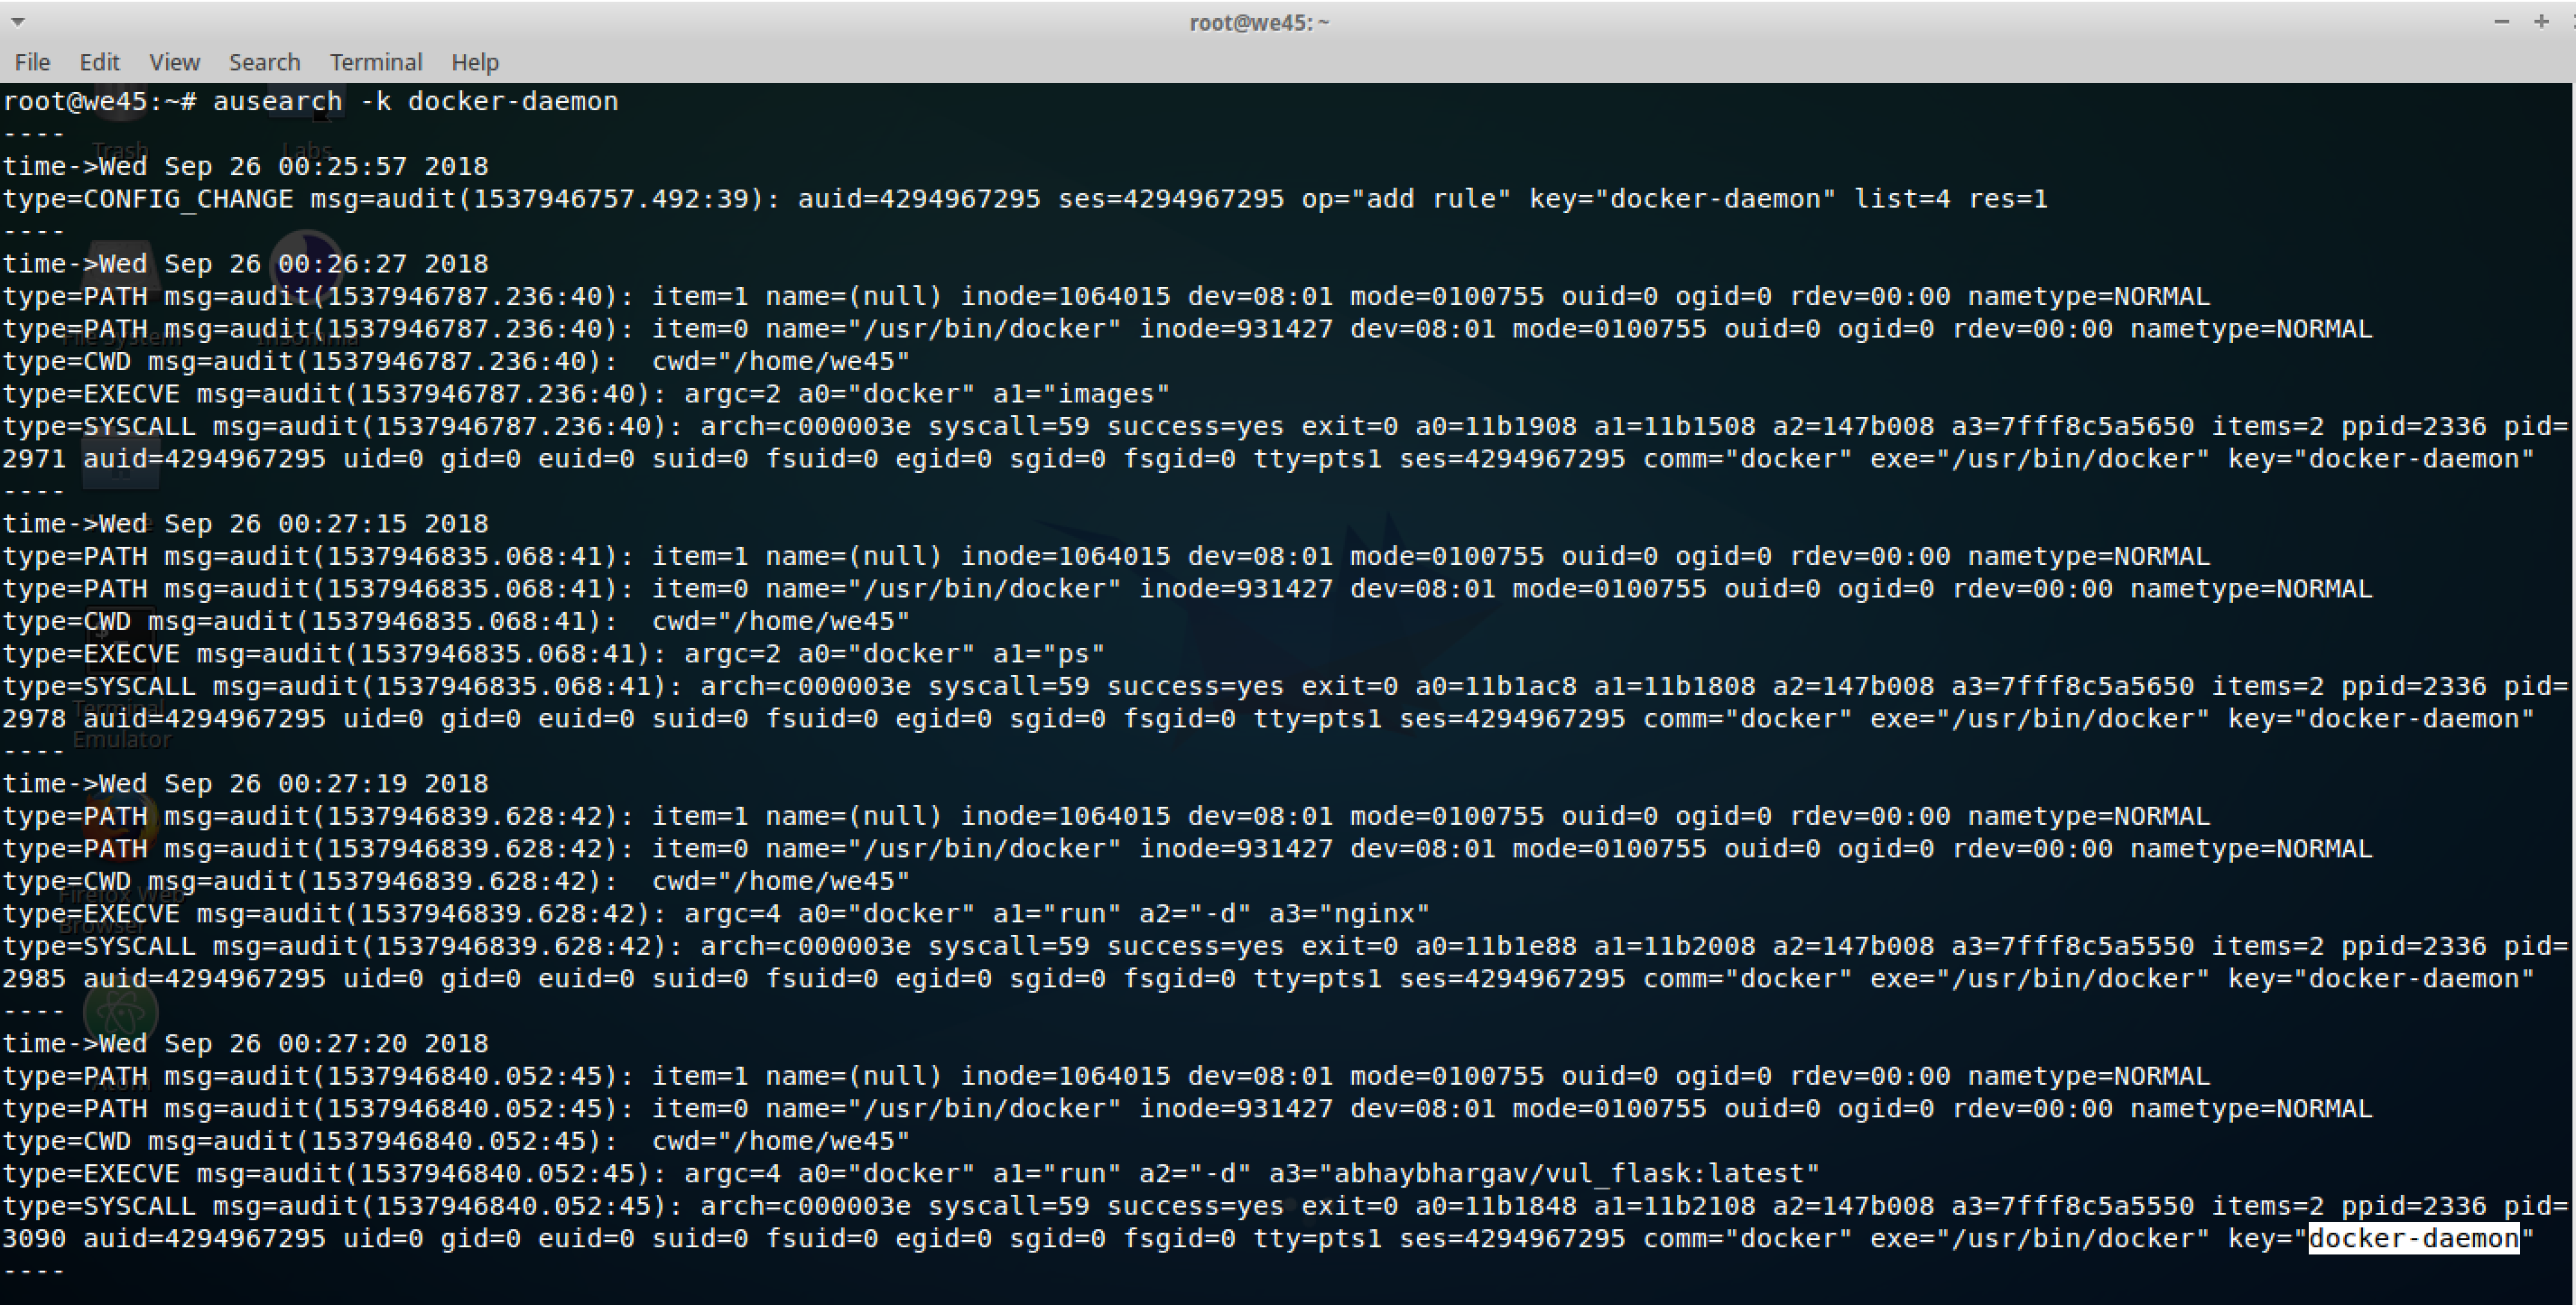 root@we45: ~
File Edit View Search Terminal Help
root@we45:~# ausearch -k docker-daemon
----
time->Wed Sep 26 00:25:57 2018
type=CONFIG_CHANGE msg=audit(1537946757.492:39): auid=4294967295 ses=4294967295 op="add rule" key="docker-daemon" list=4 res=1
----
time->Wed Sep 26 00:26:27 2018
type=PATH msg=audit(1537946787.236:40): item=1 name=(null) inode=1064015 dev=08:01 mode=0100755 ouid=0 ogid=0 rdev=00:00 nametype=NORMAL
type=PATH msg=audit(1537946787.236:40): item=0 name="/usr/bin/docker" inode=931427 dev=08:01 mode=0100755 ouid=0 ogid=0 rdev=00:00 nametype=NORMAL
type=CWD msg=audit(1537946787.236:40):  cwd="/home/we45"
type=EXECVE msg=audit(1537946787.236:40): argc=2 a0="docker" a1="images"
type=SYSCALL msg=audit(1537946787.236:40): arch=c000003e syscall=59 success=yes exit=0 a0=11b1908 a1=11b1508 a2=147b008 a3=7fff8c5a5650 items=2 ppid=2336 pid=
2971 auid=4294967295 uid=0 gid=0 euid=0 suid=0 fsuid=0 egid=0 sgid=0 fsgid=0 tty=pts1 ses=4294967295 comm="docker" exe="/usr/bin/docker" key="docker-daemon"
----
time->Wed Sep 26 00:27:15 2018
type=PATH msg=audit(1537946835.068:41): item=1 name=(null) inode=1064015 dev=08:01 mode=0100755 ouid=0 ogid=0 rdev=00:00 nametype=NORMAL
type=PATH msg=audit(1537946835.068:41): item=0 name="/usr/bin/docker" inode=931427 dev=08:01 mode=0100755 ouid=0 ogid=0 rdev=00:00 nametype=NORMAL
type=CWD msg=audit(1537946835.068:41):  cwd="/home/we45"
type=EXECVE msg=audit(1537946835.068:41): argc=2 a0="docker" a1="ps"
type=SYSCALL msg=audit(1537946835.068:41): arch=c000003e syscall=59 success=yes exit=0 a0=11b1ac8 a1=11b1808 a2=147b008 a3=7fff8c5a5650 items=2 ppid=2336 pid=
2978 auid=4294967295 uid=0 gid=0 euid=0 suid=0 fsuid=0 egid=0 sgid=0 fsgid=0 tty=pts1 ses=4294967295 comm="docker" exe="/usr/bin/docker" key="docker-daemon"
----
time->Wed Sep 26 00:27:19 2018
type=PATH msg=audit(1537946839.628:42): item=1 name=(null) inode=1064015 dev=08:01 mode=0100755 ouid=0 ogid=0 rdev=00:00 nametype=NORMAL
type=PATH msg=audit(1537946839.628:42): item=0 name="/usr/bin/docker" inode=931427 dev=08:01 mode=0100755 ouid=0 ogid=0 rdev=00:00 nametype=NORMAL
type=CWD msg=audit(1537946839.628:42):  cwd="/home/we45"
type=EXECVE msg=audit(1537946839.628:42): argc=4 a0="docker" a1="run" a2="-d" a3="nginx"
type=SYSCALL msg=audit(1537946839.628:42): arch=c000003e syscall=59 success=yes exit=0 a0=11b1e88 a1=11b2008 a2=147b008 a3=7fff8c5a5550 items=2 ppid=2336 pid=
2985 auid=4294967295 uid=0 gid=0 euid=0 suid=0 fsuid=0 egid=0 sgid=0 fsgid=0 tty=pts1 ses=4294967295 comm="docker" exe="/usr/bin/docker" key="docker-daemon"
----
time->Wed Sep 26 00:27:20 2018
type=PATH msg=audit(1537946840.052:45): item=1 name=(null) inode=1064015 dev=08:01 mode=0100755 ouid=0 ogid=0 rdev=00:00 nametype=NORMAL
type=PATH msg=audit(1537946840.052:45): item=0 name="/usr/bin/docker" inode=931427 dev=08:01 mode=0100755 ouid=0 ogid=0 rdev=00:00 nametype=NORMAL
type=CWD msg=audit(1537946840.052:45):  cwd="/home/we45"
type=EXECVE msg=audit(1537946840.052:45): argc=4 a0="docker" a1="run" a2="-d" a3="abhaybhargav/vul_flask:latest"
type=SYSCALL msg=audit(1537946840.052:45): arch=c000003e syscall=59 success=yes exit=0 a0=11b1848 a1=11b2108 a2=147b008 a3=7fff8c5a5550 items=2 ppid=2336 pid=
3090 auid=4294967295 uid=0 gid=0 euid=0 suid=0 fsuid=0 egid=0 sgid=0 fsgid=0 tty=pts1 ses=4294967295 comm="docker" exe="/usr/bin/docker" key="docker-daemon"
----
Trash
Labs
File System
Insomnia
Terminal
Emulator
Firefox Web
Browser
Atom